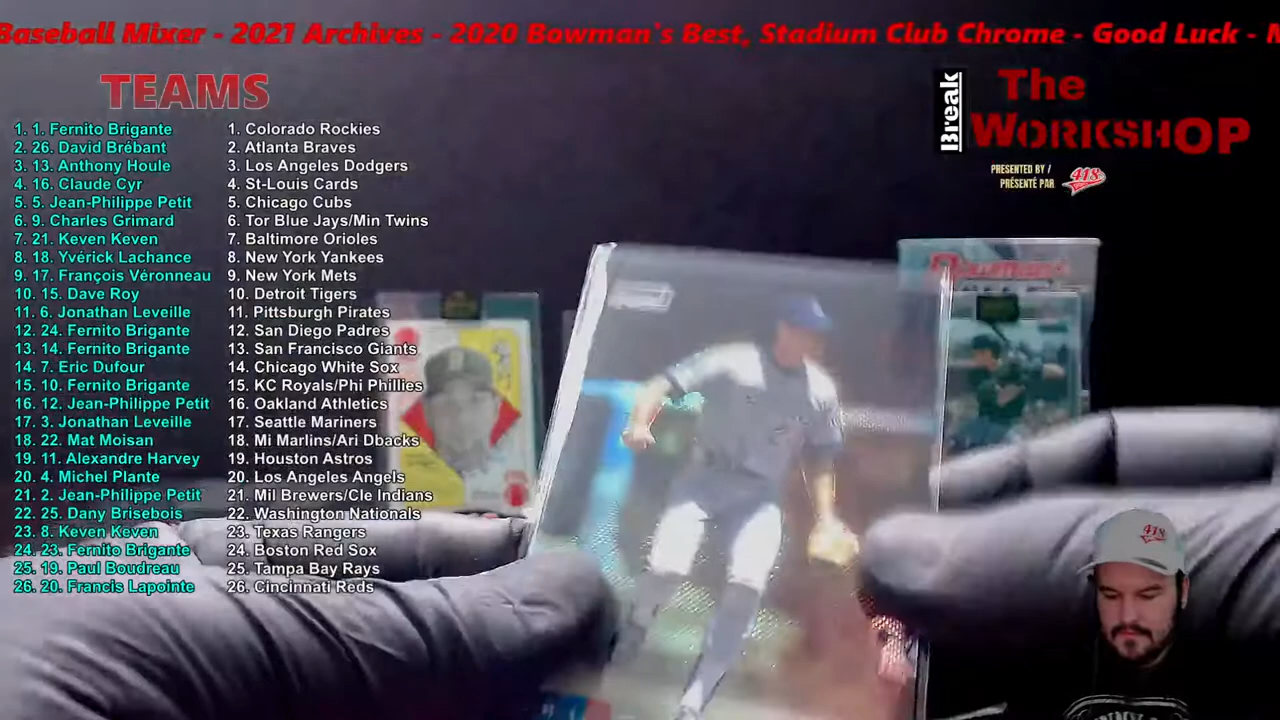 Baseball Mixer - 2021 Archives - 2020 Bowman's Best, Stadium Club Chrome - Good Luck - M
TEAMS
1. 1. Fernito Brigante
2. 26. David Brébant
3. 13. Anthony Houle
4. 16. Claude Cyr
5. 5. Jean-Philippe Petit
6. 9. Charles Grimard
7. 21. Keven Keven
8. 18. Yvérick Lachance
9. 17. François Véronneau
10. 15. Dave Roy
11. 6. Jonathan Leveille
12. 24. Fernito Brigante
13. 14. Fernito Brigante
14. 7. Eric Dufour
15. 10. Fernito Brigante
16. 12. Jean-Philippe Petit
17. 3. Jonathan Leveille
18. 22. Mat Moisan
19. 11. Alexandre Harvey
20. 4. Michel Plante
21. 2. Jean-Philippe Petit
22. 25. Dany Brisebois
23. 8. Keven Keven
24. 23. Fernito Brigante
25. 19. Paul Boudreau
26. 20. Francis Lapointe
1. Colorado Rockies
2. Atlanta Braves
3. Los Angeles Dodgers
4. St-Louis Cards
5. Chicago Cubs
6. Tor Blue Jays/Min Twins
7. Baltimore Orioles
8. New York Yankees
9. New York Mets
10. Detroit Tigers
11. Pittsburgh Pirates
12. San Diego Padres
13. San Francisco Giants
14. Chicago White Sox
15. KC Royals/Phi Phillies
16. Oakland Athletics
17. Seattle Mariners
18. Mi Marlins/Ari Dbacks
19. Houston Astros
20. Los Angeles Angels
21. Mil Brewers/Cle Indians
22. Washington Nationals
23. Texas Rangers
24. Boston Red Sox
25. Tampa Bay Rays
26. Cincinnati Reds
Break
The
WORKSHOP
PRESENTED BY /
PRÉSENTÉ PAR
418
Bowman's
418